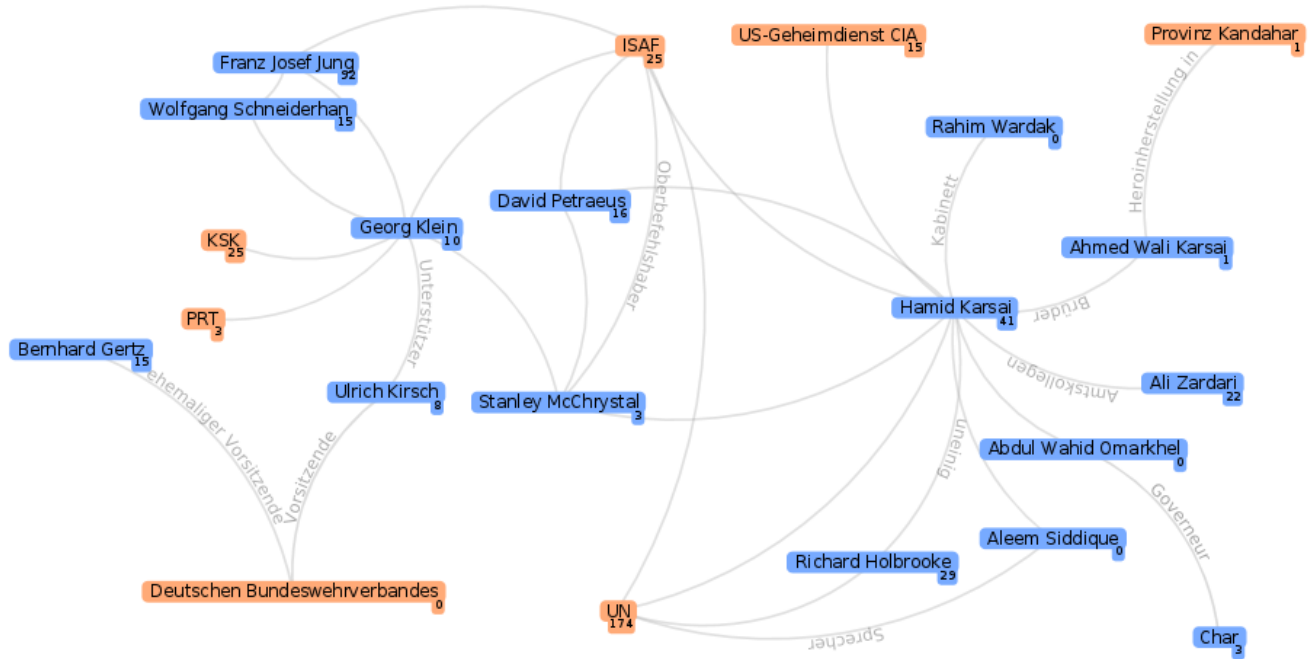 ISAF
25
US-Geheimdienst CIA
15
Provinz Kandahar
1
Franz Josef Jung
92
Wolfgang Schneiderhan
15
Heroinherstellung in
Rahim Wardak
0
Oberbefehlshaber
Kabinett
David Petraeus
16
Georg Klein
10
KSK
25
Ahmed Wali Karsai
1
Unterstützer
Hamid Karsai
41
Brüder
PRT
3
Bernhard Gertz
15
ehemaliger Vorsitzende
Ulrich Kirsch
8
Stanley McChrystal
3
Amtskollegen
Ali Zardari
22
uneinig
Abdul Wahid Omarkhel
0
Vorsitzende
Governeur
Aleem Siddique
0
Richard Holbrooke
29
Deutschen Bundeswehrverbandes
0
UN
174
Sprecher
Char
3